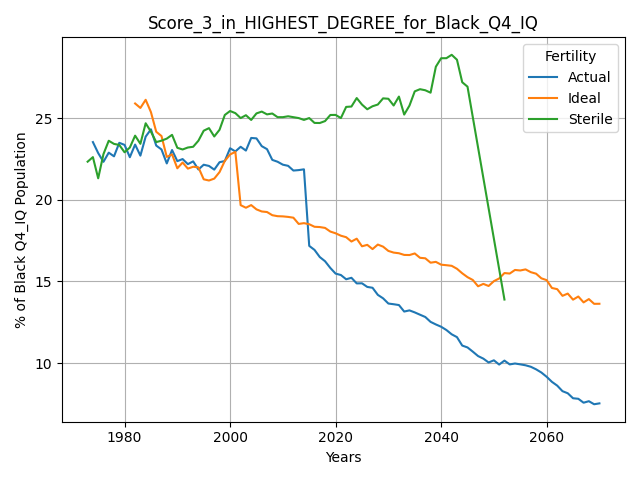 Score_3_in_HIGHEST_DEGREE_for_Black_Q4_IQ
Fertility
Actual
Ideal
Sterile
% of Black Q4_IQ Population
25
20
15
10
1980
2000
2020
2040
2060
Years